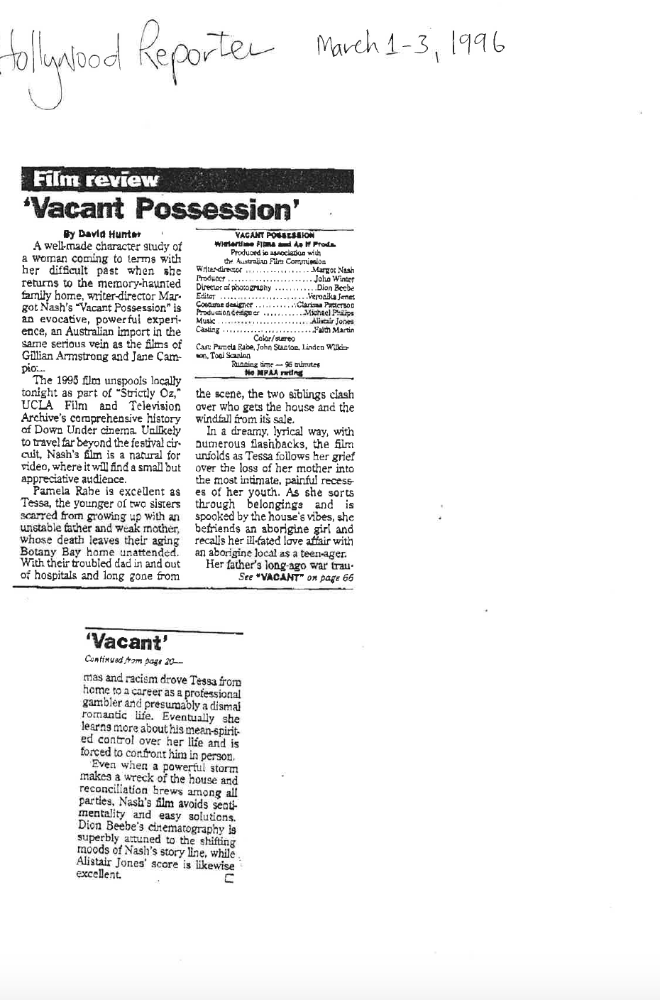 Hollywood Reporter March 1-3, 1996
Film review
'Vacant Possession'
By David Hunter
A well-made character study of
a woman coming to terms with
her difficult past when she
returns to the memory-haunted
family home, writer-director Mar-
got Nash's "Vacant Possession" is
an evocative, powerful experi-
ence, an Australian import in the
same serious vein as the films of
Gillian Armstrong and Jane Cam-
pio...
The 1995 film unspools locally
tonight as part of "Strictly Oz,"
UCLA Film and Television
Archive's comprehensive history
of Down Under cinema. Unlikely
to travel far beyond the festival cir-
cuit, Nash's film is a natural for
video, where it will find a small but
appreciative audience.
Pamela Rabe is excellent as
Tessa, the younger of two sisters
scarred from growing up with an
unstable father and weak mother,
whose death leaves their aging
Botany Bay home unattended.
With their troubled dad in and out
of hospitals and long gone from
VACANT POSSESSION
Wintertime Films and As If Prods.
Produced in association with
the Australian Film Commission
Writer-director ..................Margot Nash
Producer .......................John Winter
Director of photography ...........Dion Beebe
Editor ........................Veronika Jenet
Costume designer ...........Clarissa Patterson
Production designer ...........Michael Philips
Music ........................Alistair Jones
Casting .......................Faith Martin
Color/stereo
Cast: Pamela Rabe, John Stanton, Linden Wilkin-
son, Toni Scanlon
Running time — 96 minutes
No MPAA rating
the scene, the two siblings clash
over who gets the house and the
windfall from its sale.
In a dreamy, lyrical way, with
numerous flashbacks, the film
unfolds as Tessa follows her grief
over the loss of her mother into
the most intimate, painful recess-
es of her youth. As she sorts
through belongings and is
spooked by the house's vibes, she
befriends an aborigine girl and
recalls her ill-fated love affair with
an aborigine local as a teen-ager.
Her father's long-ago war trau-
See "VACANT" on page 66
'Vacant'
Continued from page 20—
mas and racism drove Tessa from
home to a career as a professional
gambler and presumably a dismal
romantic life. Eventually she
learns more about his mean-spirit-
ed control over her life and is
forced to confront him in person.
Even when a powerful storm
makes a wreck of the house and
reconciliation brews among all
parties, Nash's film avoids senti-
mentality and easy solutions.
Dion Beebe's cinematography is
superbly attuned to the shifting
moods of Nash's story line, while
Alistair Jones' score is likewise
excellent.